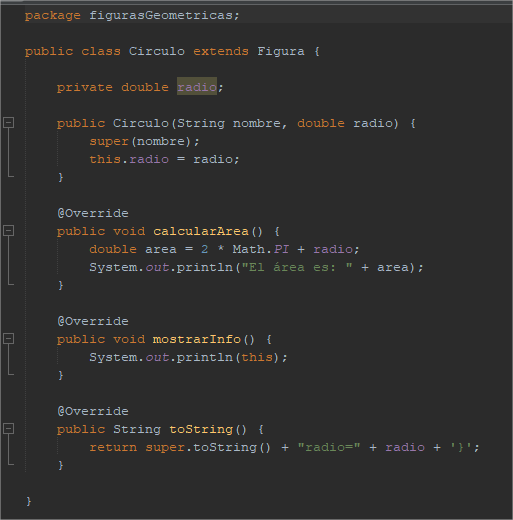 package figurasGeometricas;
public class Circulo extends Figura {
private double radio;
public Circulo(String nombre, double radio) {
super(nombre);
this.radio = radio;
}
@Override
public void calcularArea() {
double area = 2 * Math.PI + radio;
System.out.println("El área es: " + area);
}
@Override
public void mostrarInfo() {
System.out.println(this);
}
@Override
public String toString() {
return super.toString() + "radio=" + radio + '}';
}
}